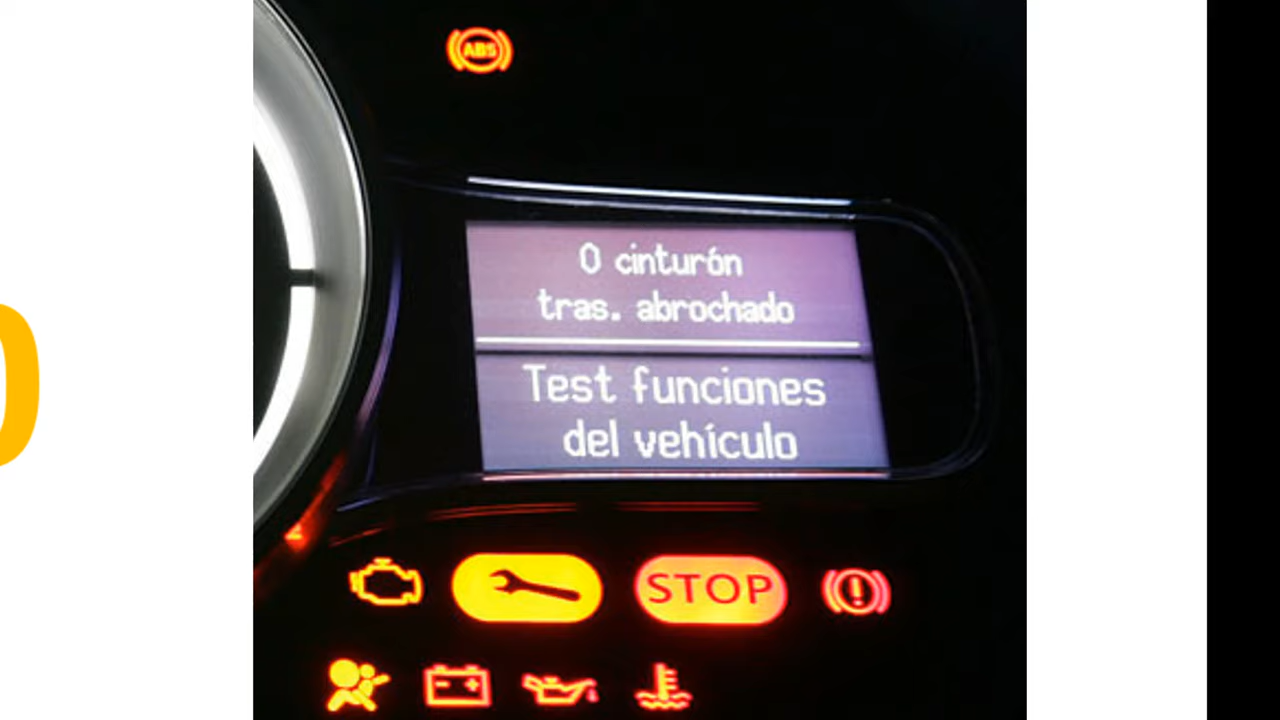 ABS
0 cinturón
tras. abrochado
Test funciones
del vehículo
STOP